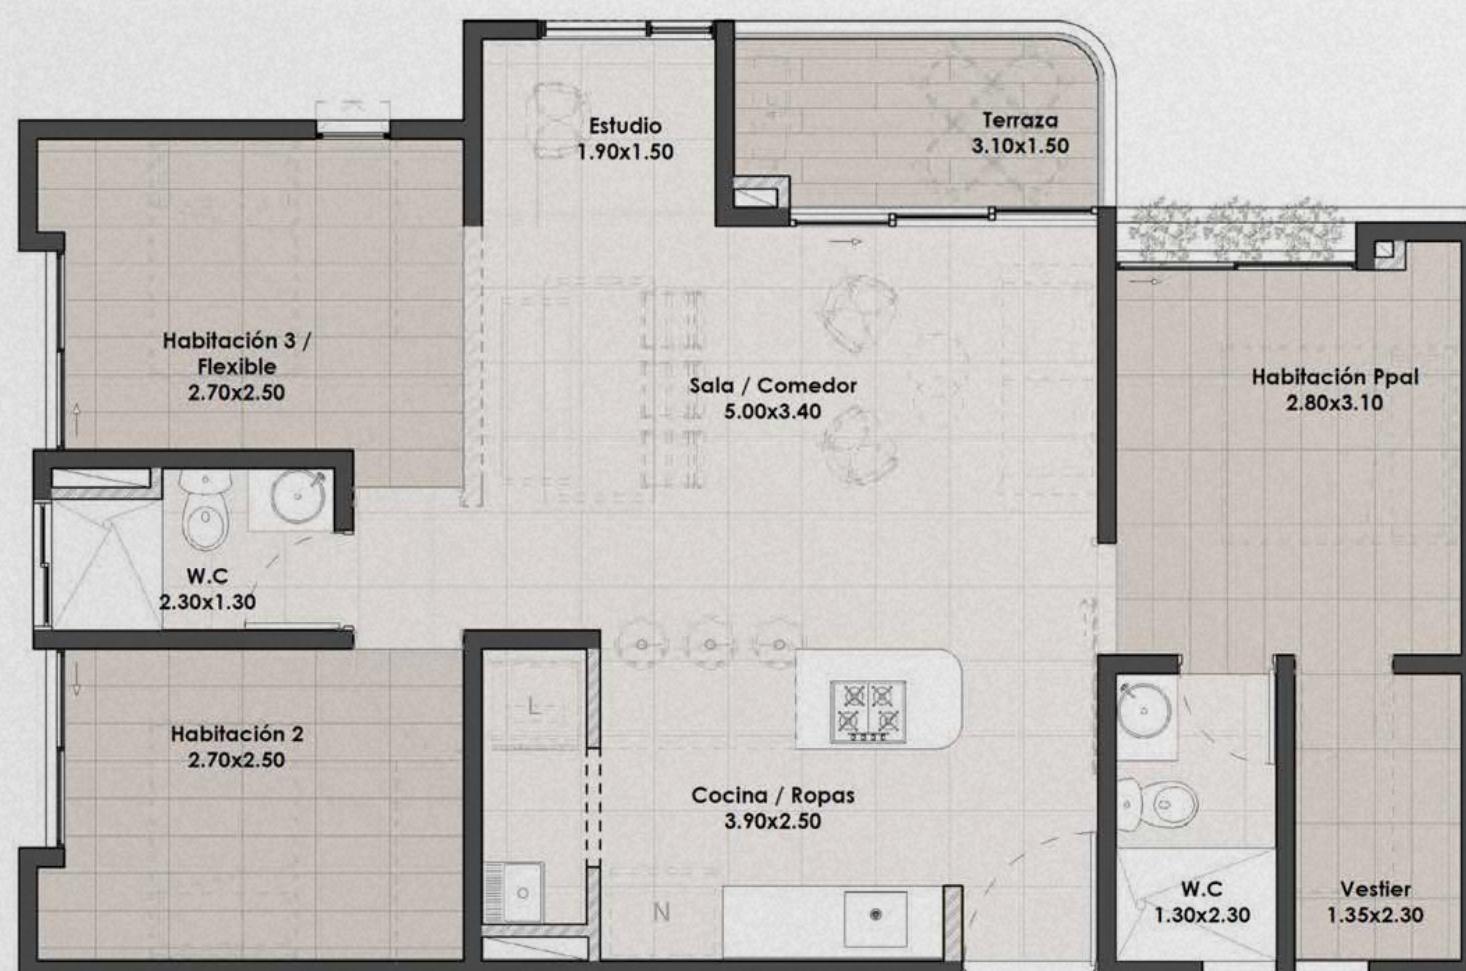 Estudio
1.90x1.50
Terraza
3.10x1.50
Habitación 3 /
Flexible
2.70x2.50
Sala / Comedor
5.00x3.40
Habitación Ppal
2.80x3.10
W.C
2.30x1.30
L
Habitación 2
2.70x2.50
Cocina / Ropas
3.90x2.50
N
W.C
1.30x2.30
Vestier
1.35x2.30